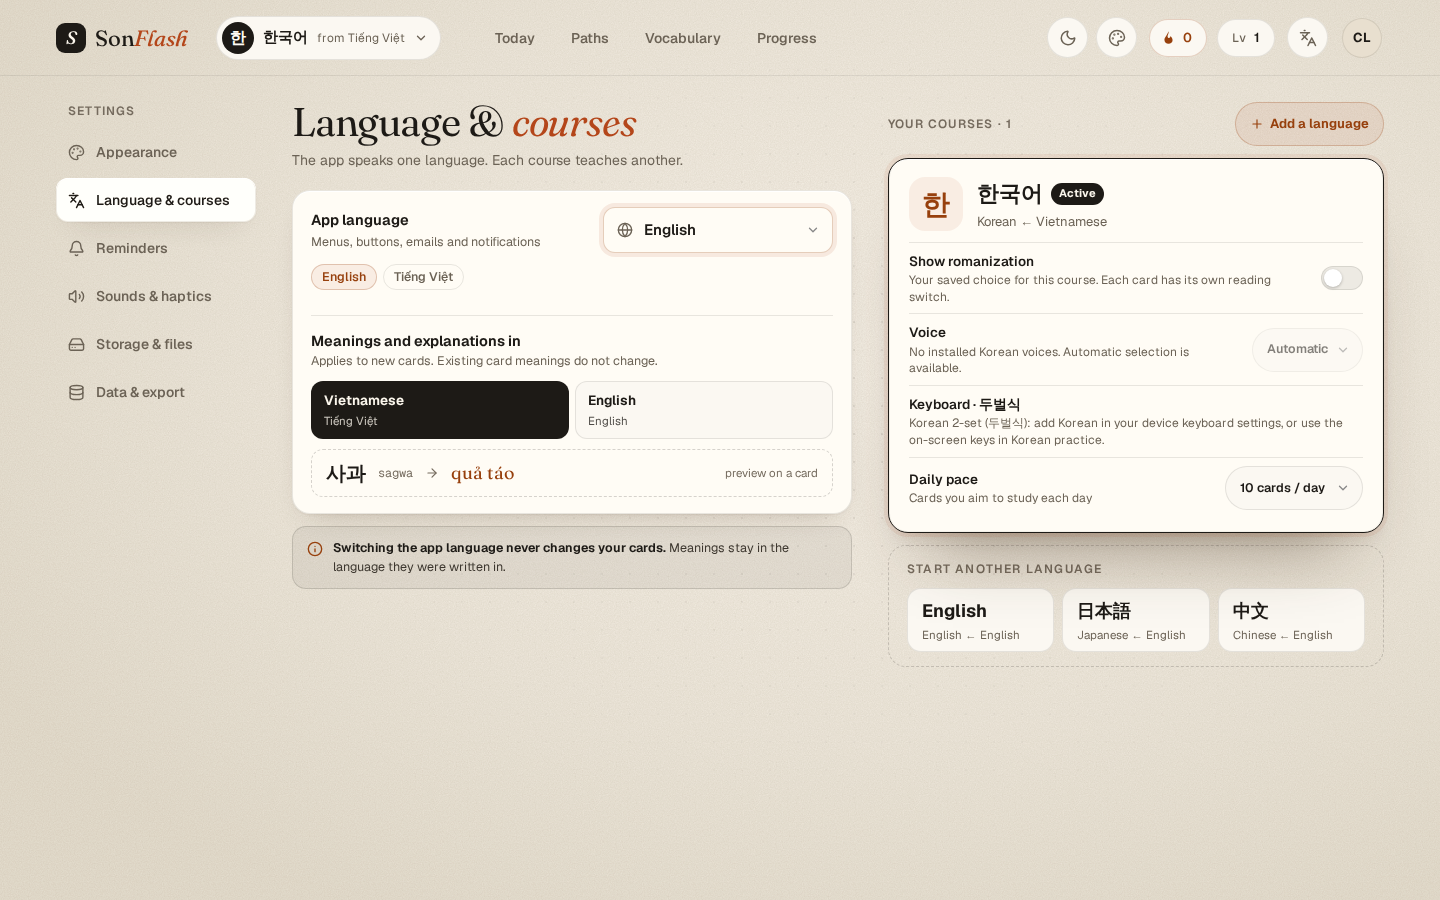 S SonFlash
한 한국어 from Tiếng Việt
Today Paths Vocabulary Progress
0
Lv 1
CL
SETTINGS
Appearance
Language & courses
Reminders
Sounds & haptics
Storage & files
Data & export
Language & courses
The app speaks one language. Each course teaches another.
App language
Menus, buttons, emails and notifications
English
English Tiếng Việt
Meanings and explanations in
Applies to new cards. Existing card meanings do not change.
Vietnamese
Tiếng Việt
English
English
사과 sagwa → quả táo preview on a card
Switching the app language never changes your cards. Meanings stay in the
language they were written in.
YOUR COURSES · 1
+ Add a language
한
한국어 Active
Korean ← Vietnamese
Show romanization
Your saved choice for this course. Each card has its own reading
switch.
Voice
No installed Korean voices. Automatic selection is
available.
Automatic
Keyboard · 두벌식
Korean 2-set (두벌식): add Korean in your device keyboard settings, or use the
on-screen keys in Korean practice.
Daily pace
Cards you aim to study each day
10 cards / day
START ANOTHER LANGUAGE
English
English ← English
日本語
Japanese ← English
中文
Chinese ← English